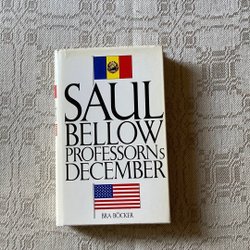 SAUL
BELLOW
PROFESSORNs
DECEMBER
BRA BÖCKER